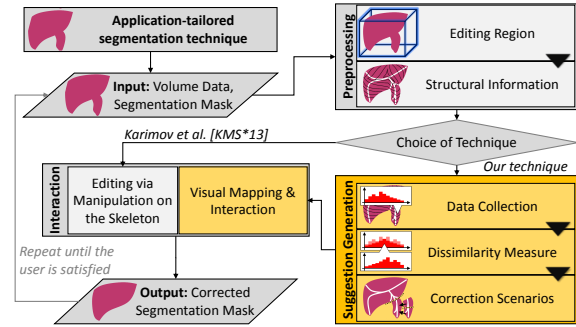 Application-tailored
segmentation technique
Input: Volume Data,
Segmentation Mask
Preprocessing
Editing Region
Structural Information
Karimov et al. [KMS*13]
Choice of Technique
Our technique
Interaction
Editing via
Manipulation on
the Skeleton
Visual Mapping &
Interaction
Suggestion Generation
Data Collection
Dissimilarity Measure
Correction Scenarios
Repeat until the
user is satisfied
Output: Corrected
Segmentation Mask